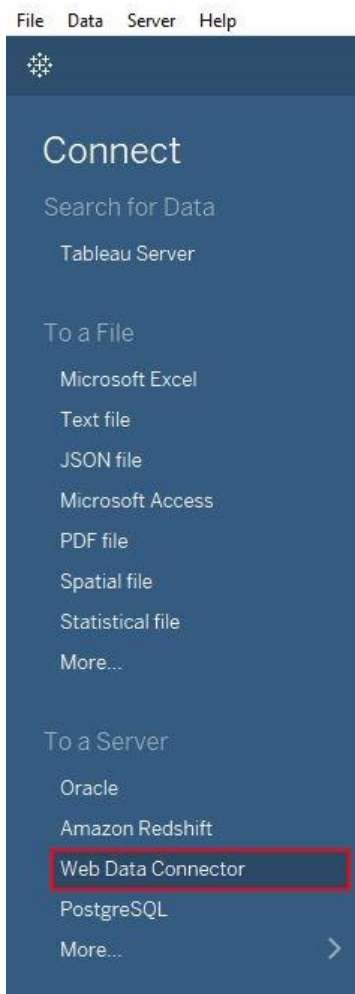 File Data Server Help
Connect
Search for Data
Tableau Server
To a File
Microsoft Excel
Text file
JSON file
Microsoft Access
PDF file
Spatial file
Statistical file
More...
To a Server
Oracle
Amazon Redshift
Web Data Connector
PostgreSQL
More...